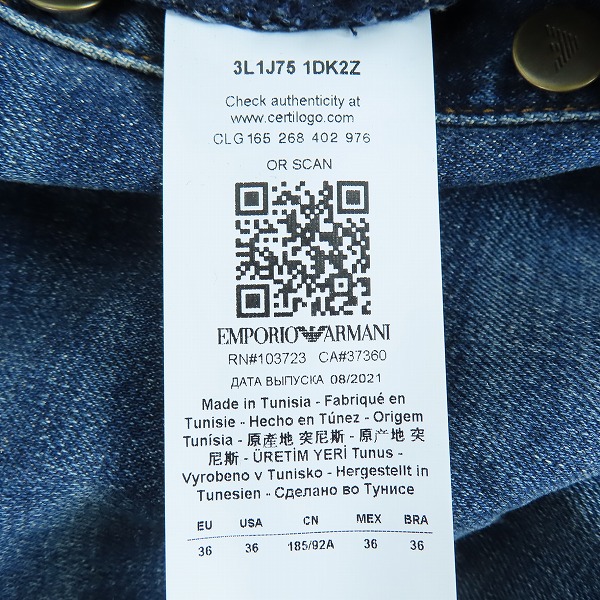 3L1J75 1DK2Z
Check authenticity at
www.certilogo.com
CLG 165 268 402 976
OR SCAN
EMPORIO ARMANI
RN#103723 CA#37360
ДАТА ВЫПУСКА 08/2021
Made in Tunisia - Fabriqué en
Tunisie - Hecho en Túnez - Origem
Tunísia - 原產地 突尼斯 - 原产地 突
尼斯 - ÜRETİM YERİ Tunus -
Vyrobeno v Tunisko - Hergestellt in
Tunesien - Сделано во Тунисе
EU USA CN MEX BRA
36 36 185/92A 36 36